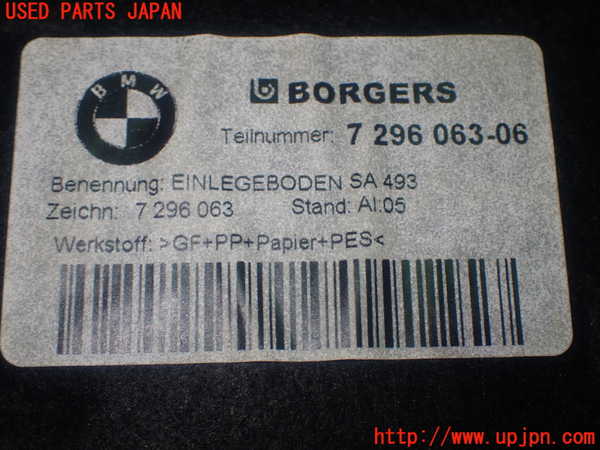 USED PARTS JAPAN
BMW
BORGERS
Teilnummer: 7 296 063-06
Benennung: EINLEGEBODEN SA 493
Zeichn: 7 296 063 Stand: AI:05
Werkstoff: >GF+PP+Papier+PES<
http://www.upjpn.com/